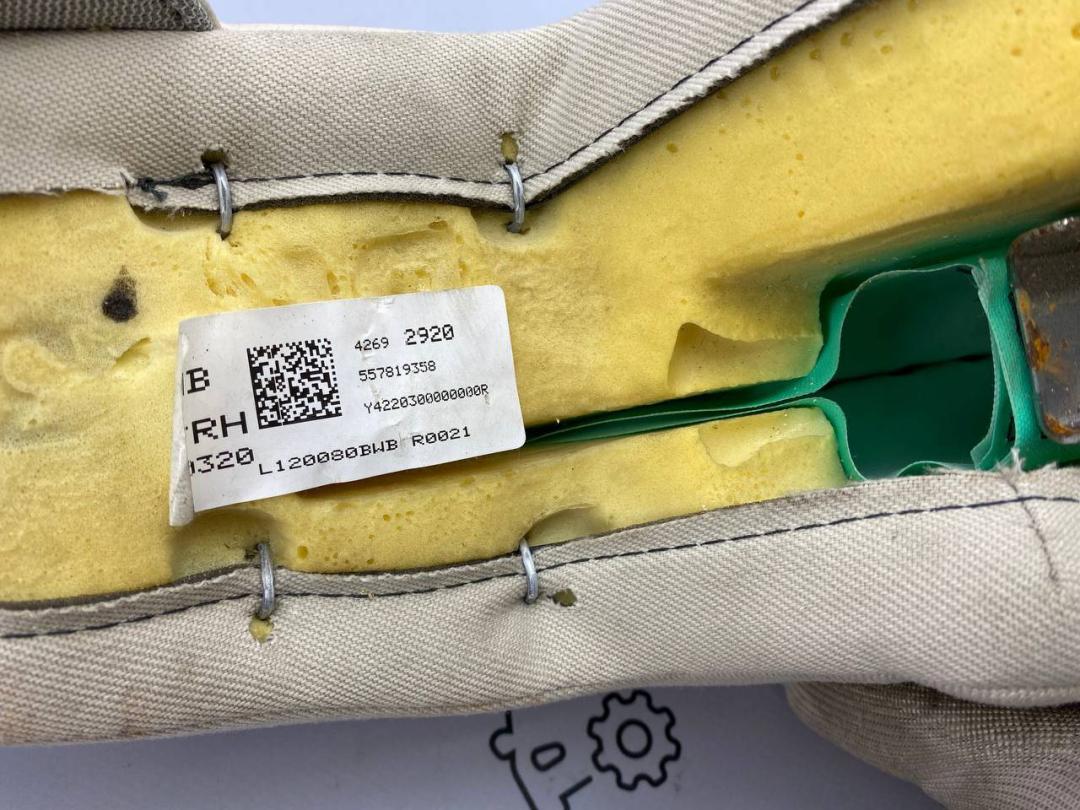 4269 2920
557819358
Y4220300000000R
RH
320
L120080BWB R0021